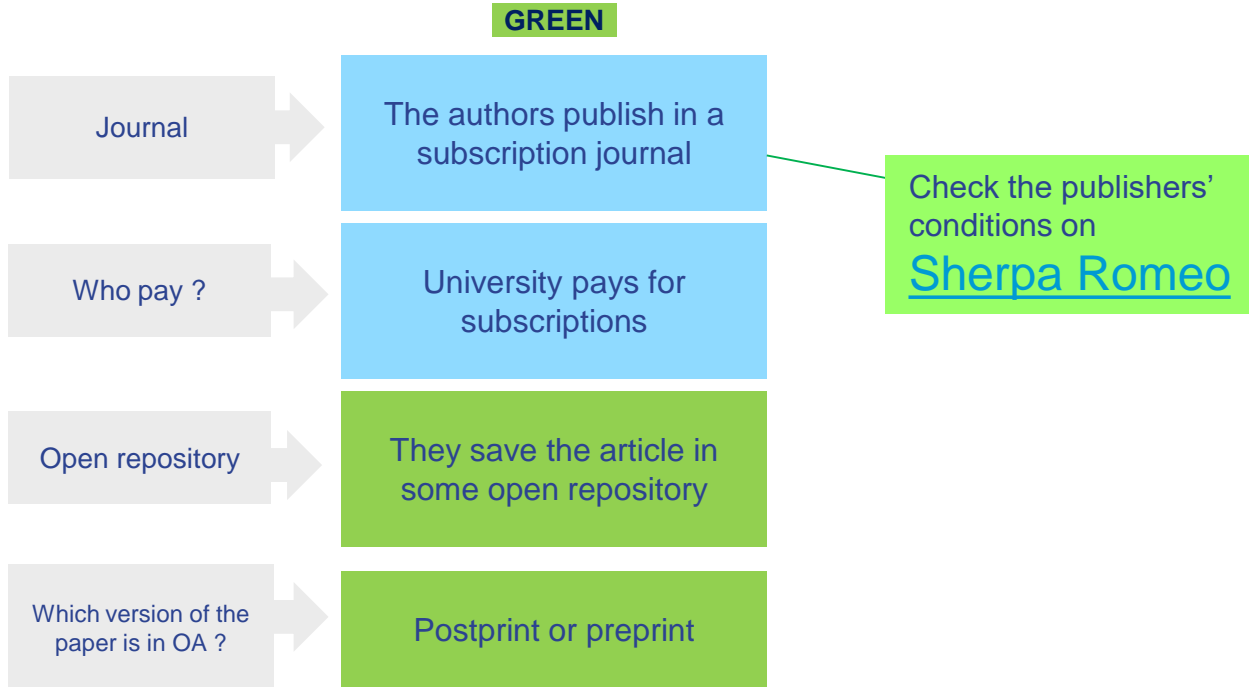 GREEN
Journal
The authors publish in a
subscription journal
Check the publishers’
conditions on
Sherpa Romeo
Who pay ?
University pays for
subscriptions
Open repository
They save the article in
some open repository
Which version of the
paper is in OA ?
Postprint or preprint